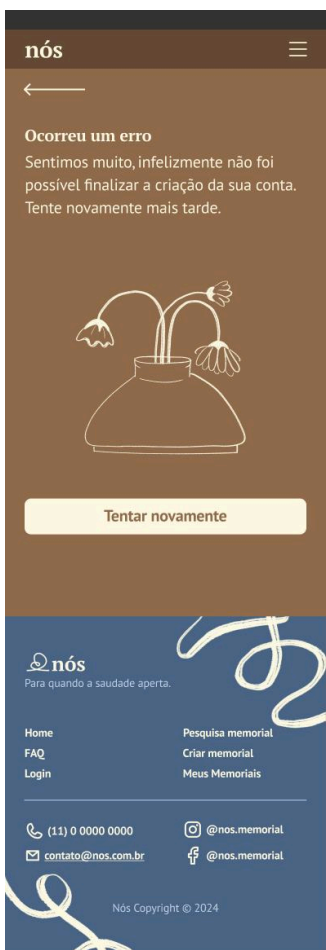 nós
Ocorreu um erro
Sentimos muito, infelizmente não foi
possível finalizar a criação da sua conta.
Tente novamente mais tarde.
Tentar novamente
nós
Para quando a saudade aperta.
Home
FAQ
Login
Pesquisa memorial
Criar memorial
Meus Memoriais
(11) 0 0000 0000
contato@nos.com.br
@nos.memorial
@nos.memorial
Nós Copyright © 2024